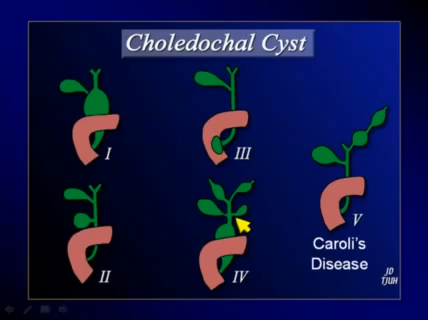 Choledochal Cyst
I
III
II
IV
V
Caroli's
Disease
JD
TJUH